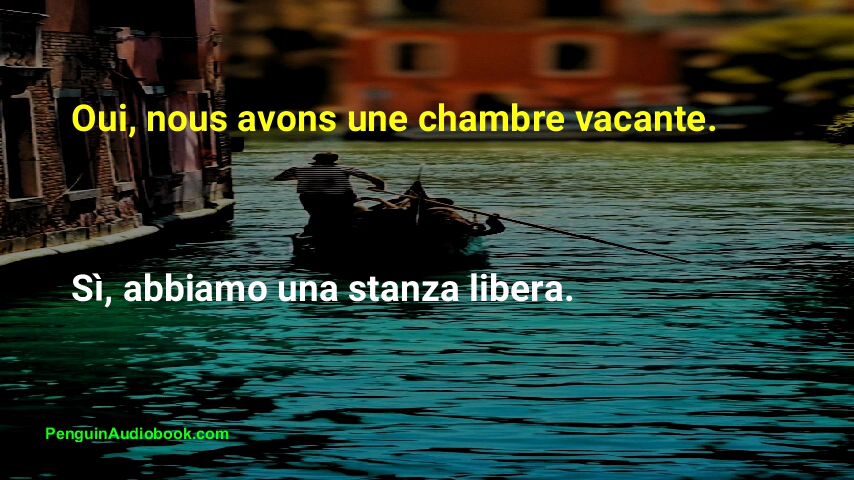 Oui, nous avons une chambre vacante.
Sì, abbiamo una stanza libera.
PenguinAudiobook.com